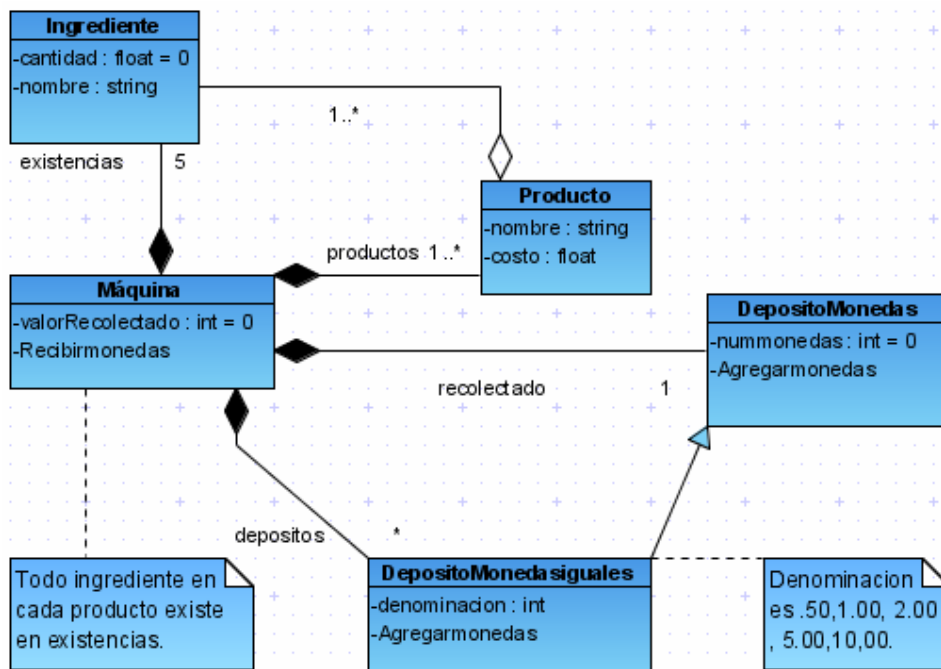 Ingrediente
-cantidad : float = 0
-nombre : string
1..*
existencias 5
Producto
-nombre : string
-costo : float
productos 1..*
Máquina
-valorRecolectado : int = 0
-Recibirmonedas
DepositoMonedas
-nummonedas : int = 0
-Agregarmonedas
recolectado 1
depositos *
Todo ingrediente en
cada producto existe
en existencias.
DepositoMonedasiguales
-denominacion : int
-Agregarmonedas
Denominacion
es .50,1.00, 2.00
, 5.00,10,00.